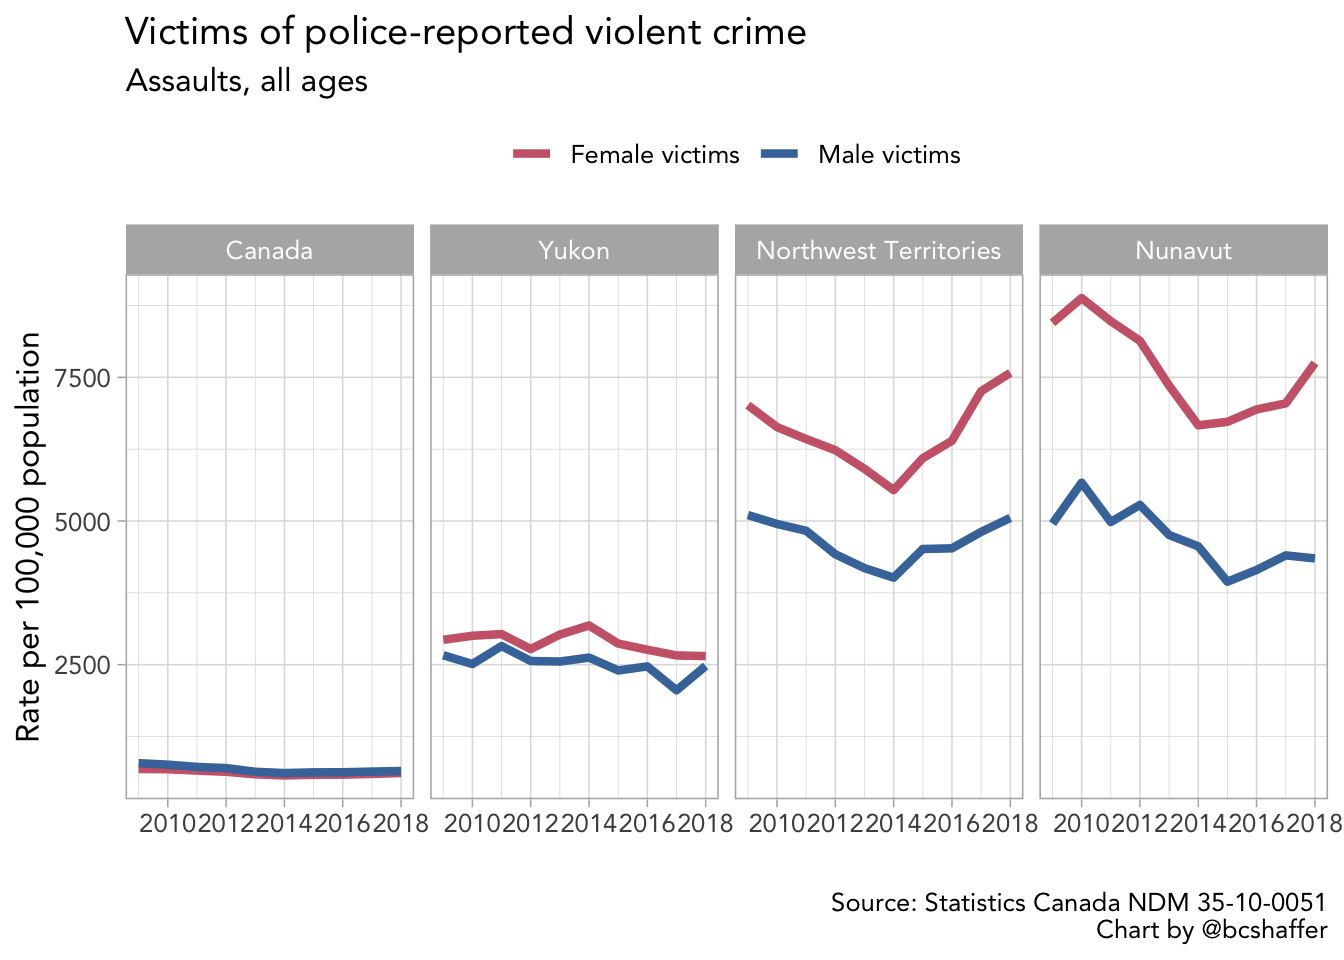 Victims of police-reported violent crime
Assaults, all ages
Female victims Male victims
Canada Yukon Northwest Territories Nunavut
Rate per 100,000 population
7500
5000
2500
2010 2012 2014 2016 2018 2010 2012 2014 2016 2018 2010 2012 2014 2016 2018 2010 2012 2014 2016 2018
Source: Statistics Canada NDM 35-10-0051
Chart by @bcshaffer